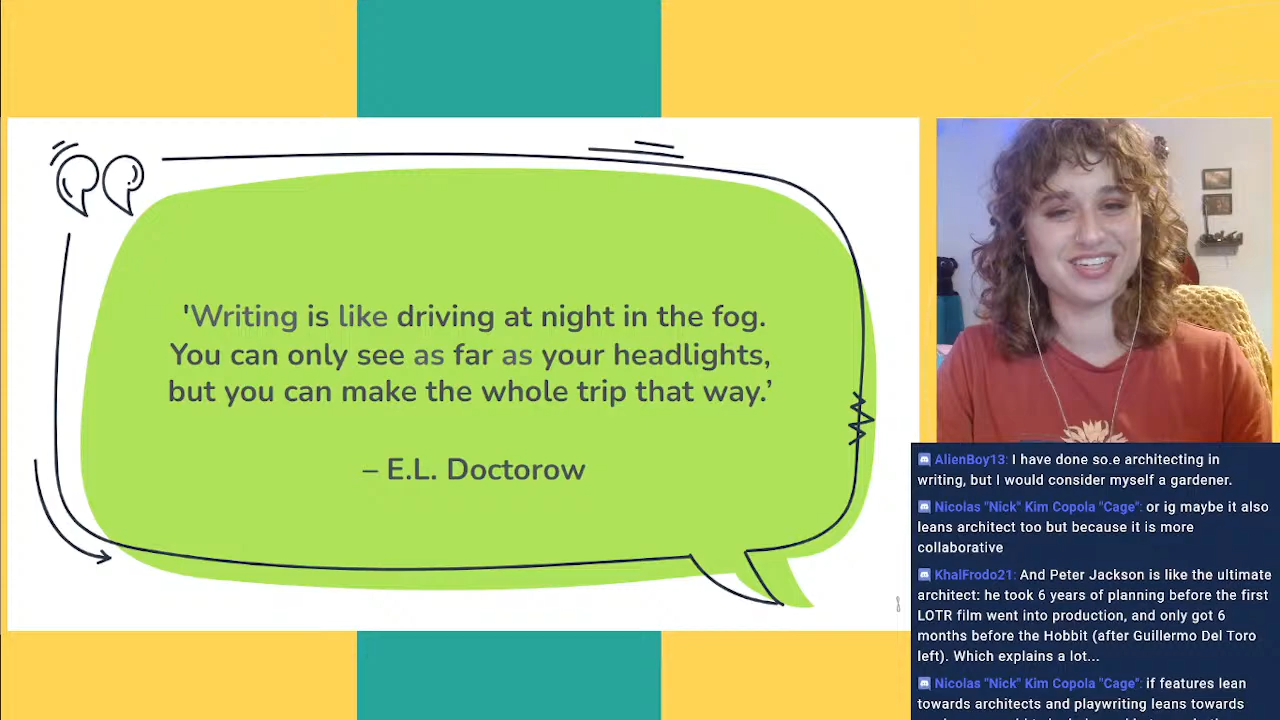 'Writing is like driving at night in the fog.
You can only see as far as your headlights,
but you can make the whole trip that way.’
– E.L. Doctorow
AlienBoy13: I have done so.e architecting in
writing, but I would consider myself a gardener.
Nicolas "Nick" Kim Copola "Cage": or ig maybe it also
leans architect too but because it is more
collaborative
KhalFrodo21: And Peter Jackson is like the ultimate
architect: he took 6 years of planning before the first
LOTR film went into production, and only got 6
months before the Hobbit (after Guillermo Del Toro
left). Which explains a lot...
Nicolas "Nick" Kim Copola "Cage": if features lean
towards architects and playwriting leans towards